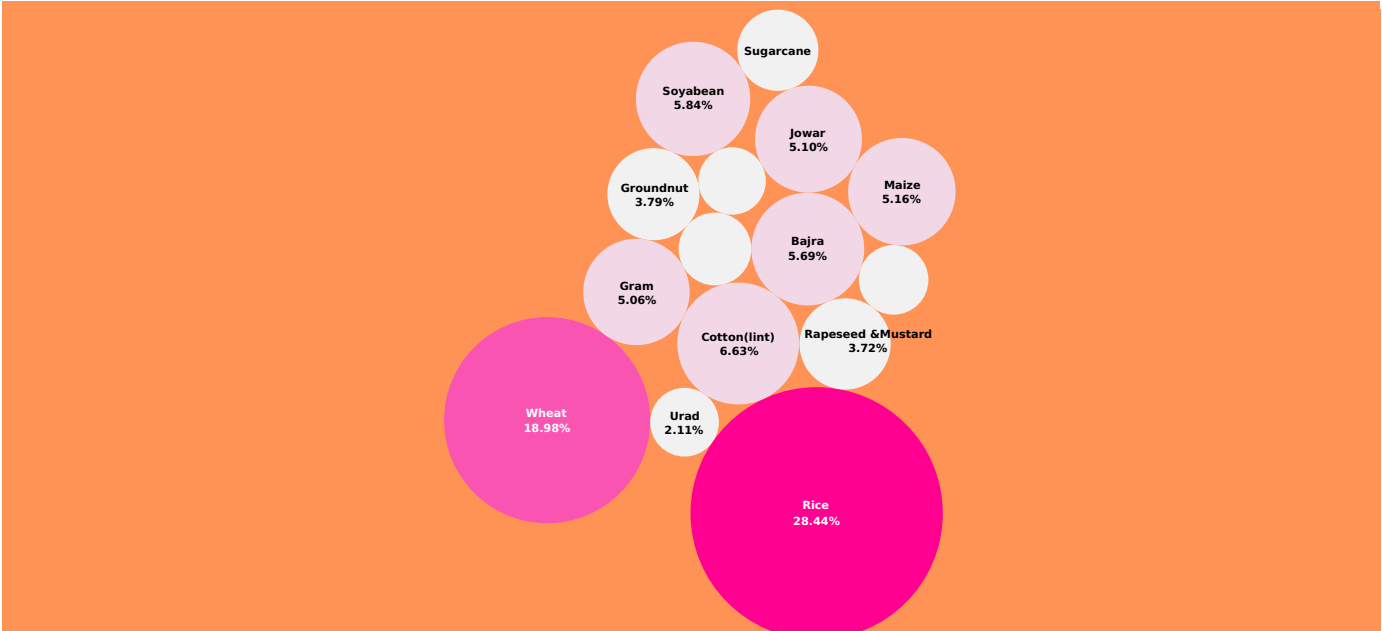 Sugarcane
Soyabean
5.84%
Jowar
5.10%
Maize
5.16%
Groundnut
3.79%
Bajra
5.69%
Gram
5.06%
Cotton(lint)
6.63%
Rapeseed &Mustard
3.72%
Wheat
18.98%
Urad
2.11%
Rice
28.44%